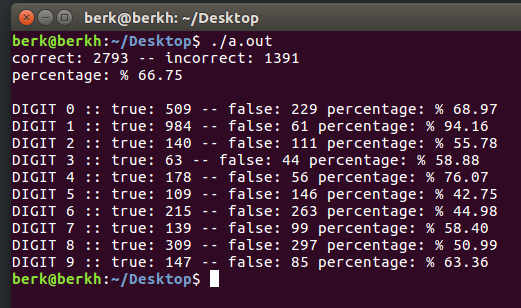 berk@berkh: ~/Desktop
berk@berkh:~/Desktop$ ./a.out
correct: 2793 -- incorrect: 1391
percentage: % 66.75
DIGIT 0 :: true: 509 -- false: 229 percentage: % 68.97
DIGIT 1 :: true: 984 -- false: 61 percentage: % 94.16
DIGIT 2 :: true: 140 -- false: 111 percentage: % 55.78
DIGIT 3 :: true: 63 -- false: 44 percentage: % 58.88
DIGIT 4 :: true: 178 -- false: 56 percentage: % 76.07
DIGIT 5 :: true: 109 -- false: 146 percentage: % 42.75
DIGIT 6 :: true: 215 -- false: 263 percentage: % 44.98
DIGIT 7 :: true: 139 -- false: 99 percentage: % 58.40
DIGIT 8 :: true: 309 -- false: 297 percentage: % 50.99
DIGIT 9 :: true: 147 -- false: 85 percentage: % 63.36
berk@berkh:~/Desktop$